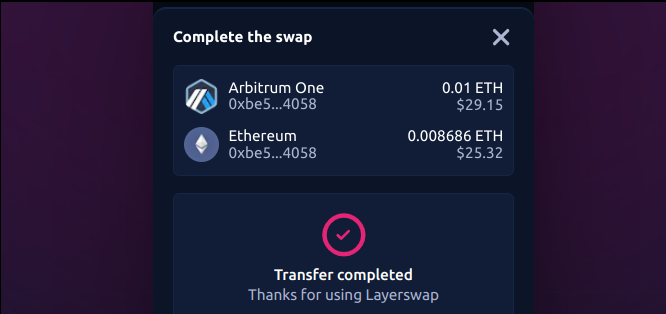 Complete the swap
Arbitrum One 0.01 ETH
0xbe5...4058 $29.15
Ethereum 0.008686 ETH
0xbe5...4058 $25.32
Transfer completed
Thanks for using Layerswap